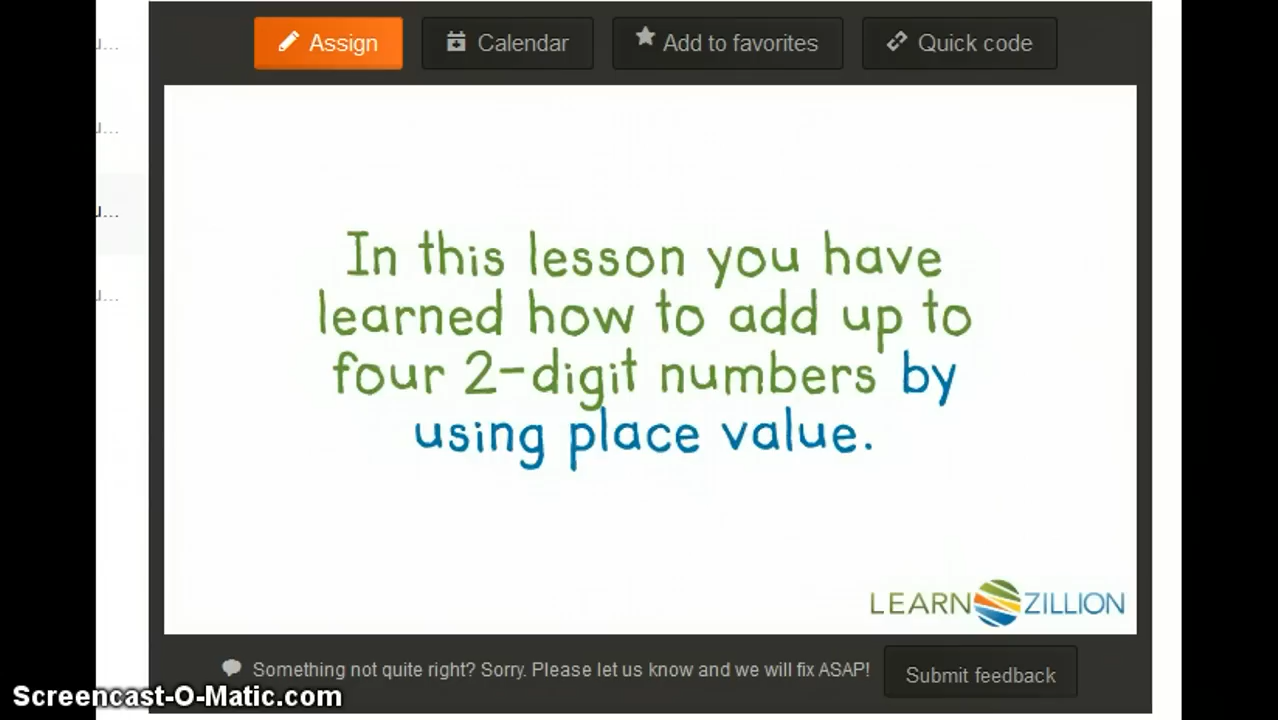 Assign
Calendar
Add to favorites
Quick code
u...
u...
u...
u...
In this lesson you have
learned how to add up to
four 2-digit numbers by
using place value.
LEARN ZILLION
Something not quite right? Sorry. Please let us know and we will fix ASAP!
Submit feedback
Screencast-O-Matic.com